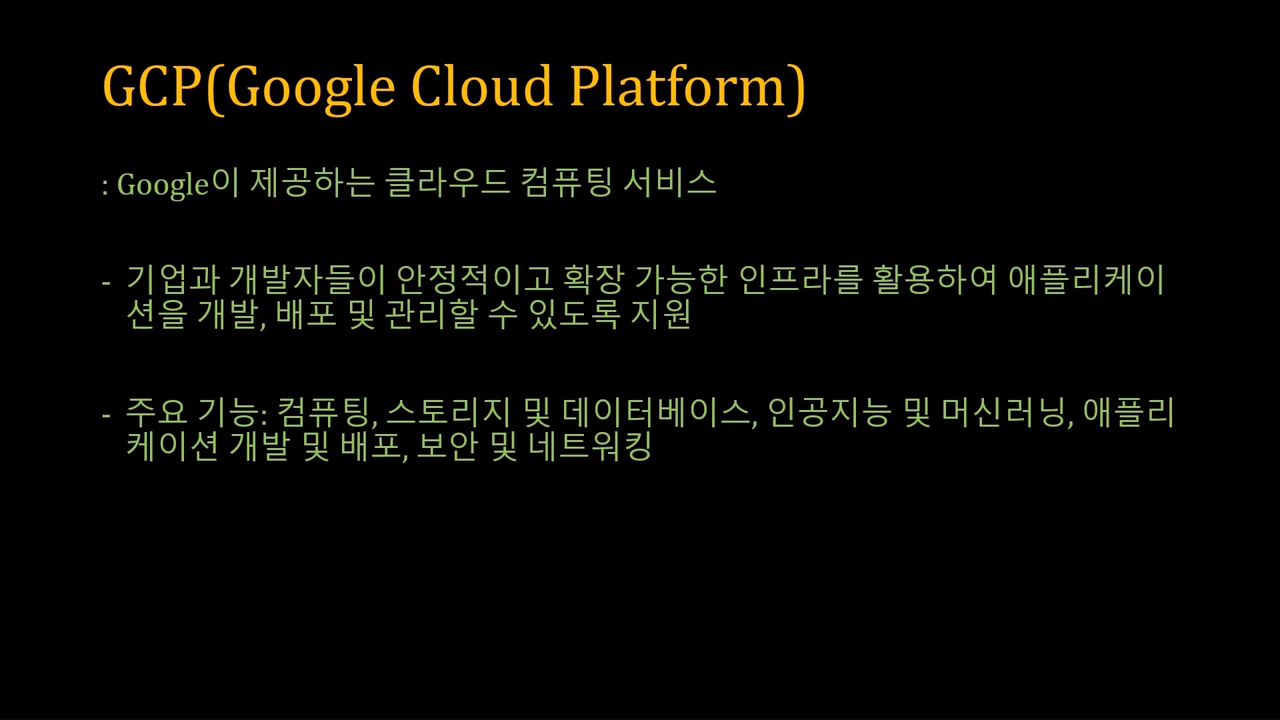 GCP(Google Cloud Platform)
: Google이 제공하는 클라우드 컴퓨팅 서비스
- 기업과 개발자들이 안정적이고 확장 가능한 인프라를 활용하여 애플리케이
션을 개발, 배포 및 관리할 수 있도록 지원
- 주요 기능: 컴퓨팅, 스토리지 및 데이터베이스, 인공지능 및 머신러닝, 애플리
케이션 개발 및 배포, 보안 및 네트워킹